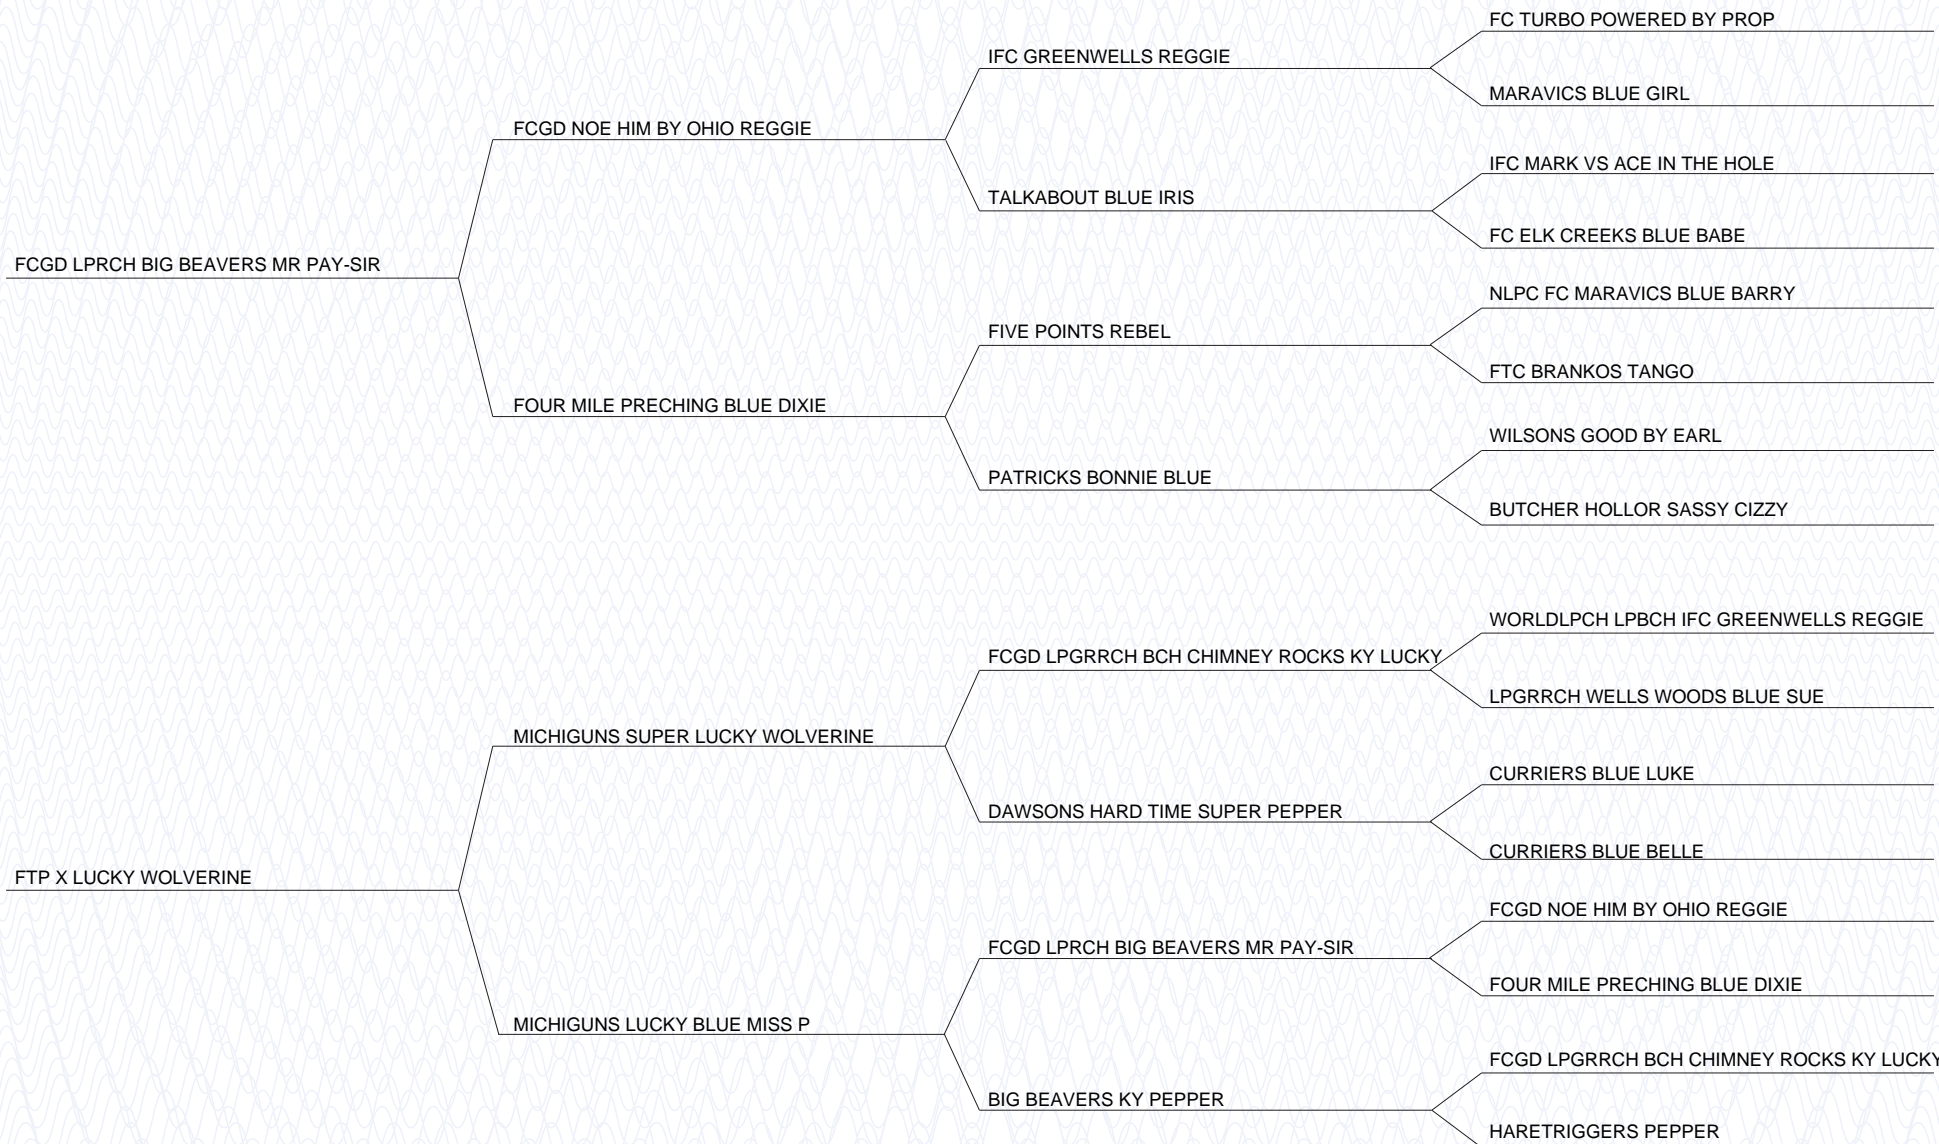 FC TURBO POWERED BY PROP
IFC GREENWELLS REGGIE
MARAVICS BLUE GIRL
FCGD NOE HIM BY OHIO REGGIE
IFC MARK VS ACE IN THE HOLE
TALKABOUT BLUE IRIS
FC ELK CREEKS BLUE BABE
FCGD LPRCH BIG BEAVERS MR PAY-SIR
NLPC FC MARAVICS BLUE BARRY
FIVE POINTS REBEL
FTC BRANKOS TANGO
FOUR MILE PRECHING BLUE DIXIE
WILSONS GOOD BY EARL
PATRICKS BONNIE BLUE
BUTCHER HOLLOR SASSY CIZZY
WORLDLPCH LPBCH IFC GREENWELLS REGGIE
FCGD LPGRRCH BCH CHIMNEY ROCKS KY LUCKY
LPGRRCH WELLS WOODS BLUE SUE
MICHIGUNS SUPER LUCKY WOLVERINE
CURRIERS BLUE LUKE
DAWSONS HARD TIME SUPER PEPPER
CURRIERS BLUE BELLE
FTP X LUCKY WOLVERINE
FCGD NOE HIM BY OHIO REGGIE
FCGD LPRCH BIG BEAVERS MR PAY-SIR
FOUR MILE PRECHING BLUE DIXIE
MICHIGUNS LUCKY BLUE MISS P
FCGD LPGRRCH BCH CHIMNEY ROCKS KY LUCKY
BIG BEAVERS KY PEPPER
HARETRIGGERS PEPPER